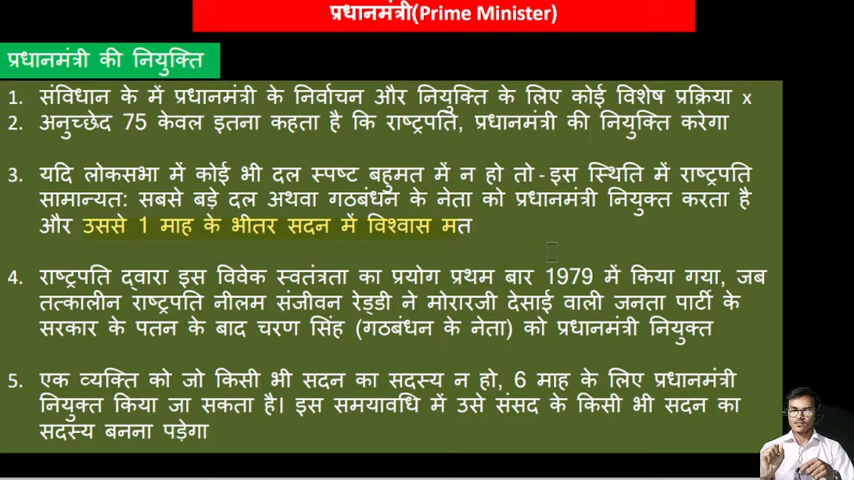 प्रधानमंत्री(Prime Minister)
प्रधानमंत्री की नियुक्ति
1. संविधान के में प्रधानमंत्री के निर्वाचन और नियुक्ति के लिए कोई विशेष प्रक्रिया x
2. अनुच्छेद 75 केवल इतना कहता है कि राष्ट्रपति, प्रधानमंत्री की नियुक्ति करेगा
3. यदि लोकसभा में कोई भी दल स्पष्ट बहुमत में न हो तो - इस स्थिति में राष्ट्रपति
सामान्यत: सबसे बड़े दल अथवा गठबंधन के नेता को प्रधानमंत्री नियुक्त करता है
और उससे 1 माह के भीतर सदन में विश्वास मत
4. राष्ट्रपति द्वारा इस विवेक स्वतंत्रता का प्रयोग प्रथम बार 1979 में किया गया, जब
तत्कालीन राष्ट्रपति नीलम संजीवन रेड्डी ने मोरारजी देसाई वाली जनता पार्टी के
सरकार के पतन के बाद चरण सिंह (गठबंधन के नेता) को प्रधानमंत्री नियुक्त
5. एक व्यक्ति को जो किसी भी सदन का सदस्य न हो, 6 माह के लिए प्रधानमंत्री
नियुक्त किया जा सकता है। इस समयावधि में उसे संसद के किसी भी सदन का
सदस्य बनना पड़ेगा